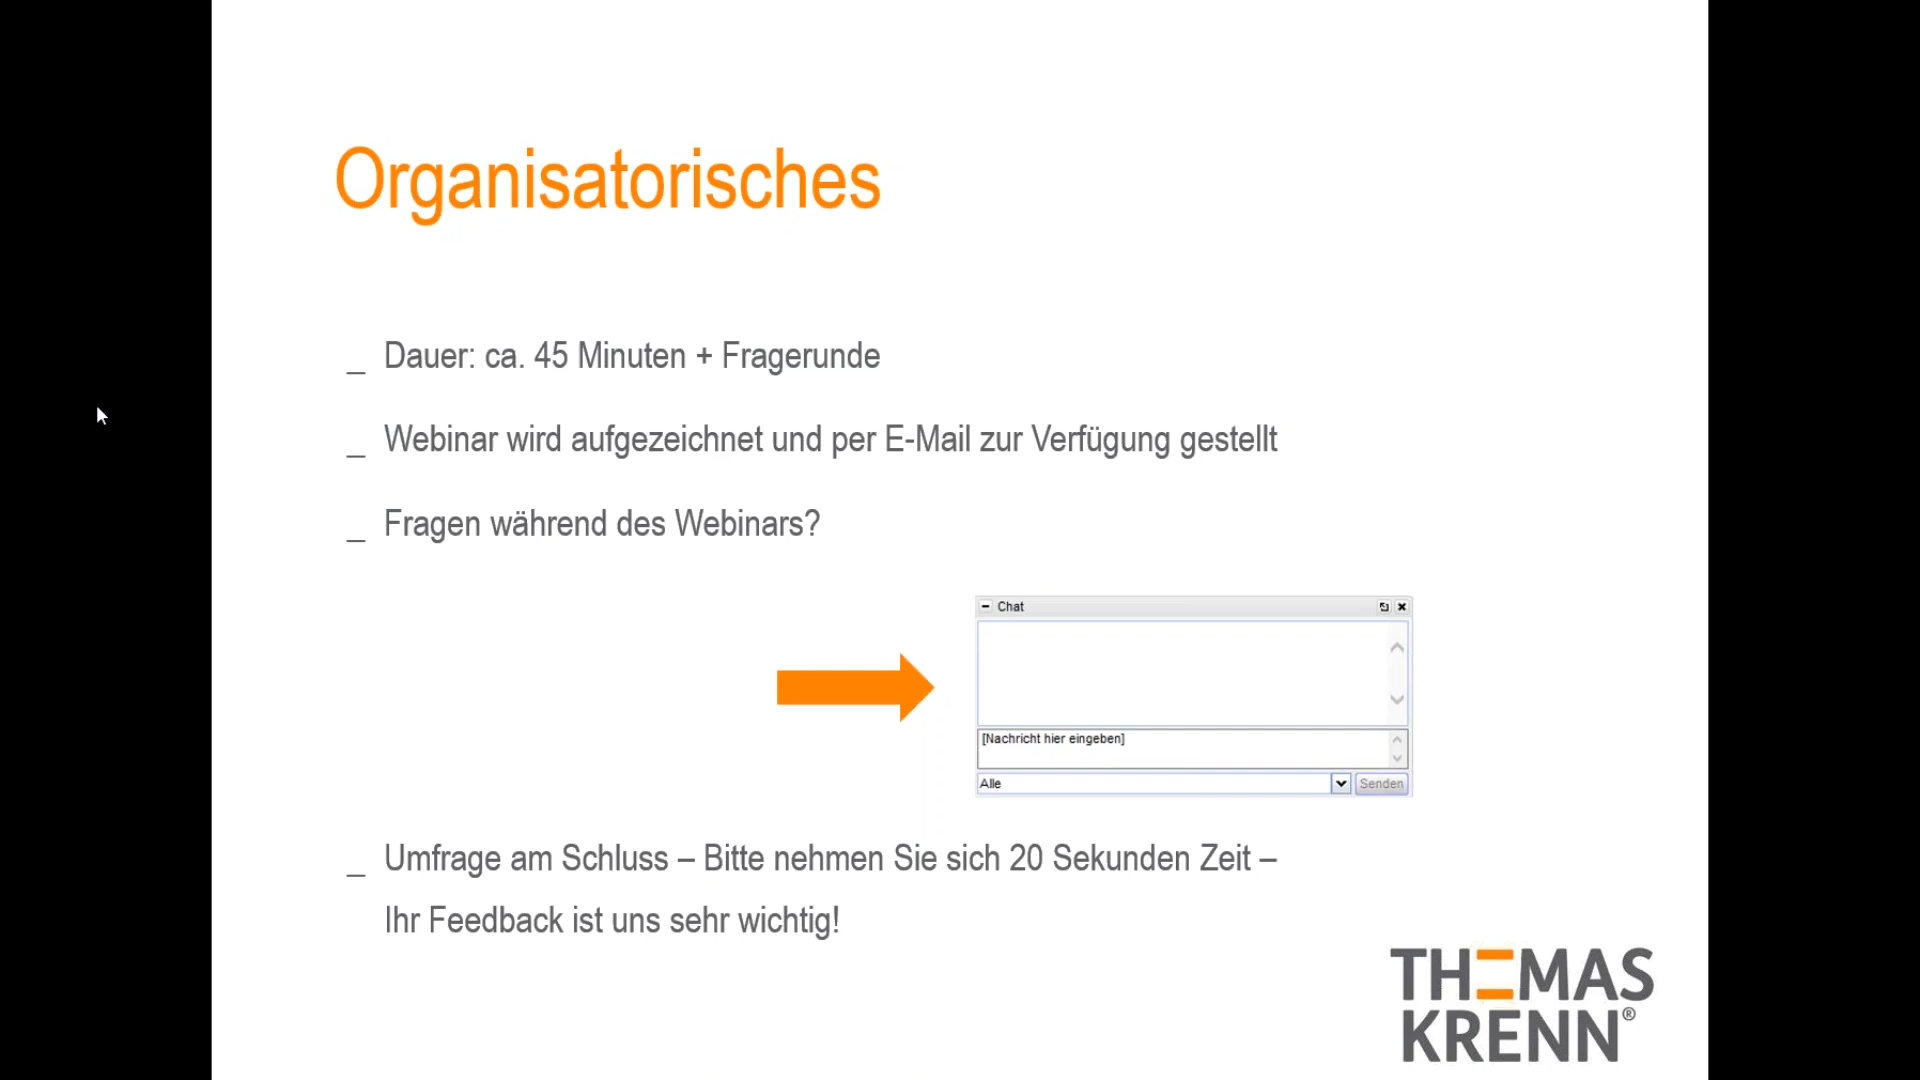 Organisatorisches
_ Dauer: ca. 45 Minuten + Fragerunde
_ Webinar wird aufgezeichnet und per E-Mail zur Verfügung gestellt
_ Fragen während des Webinars?
Chat
[Nachricht hier eingeben]
Alle
Senden
_ Umfrage am Schluss – Bitte nehmen Sie sich 20 Sekunden Zeit –
Ihr Feedback ist uns sehr wichtig!
THOMAS
KRENN®